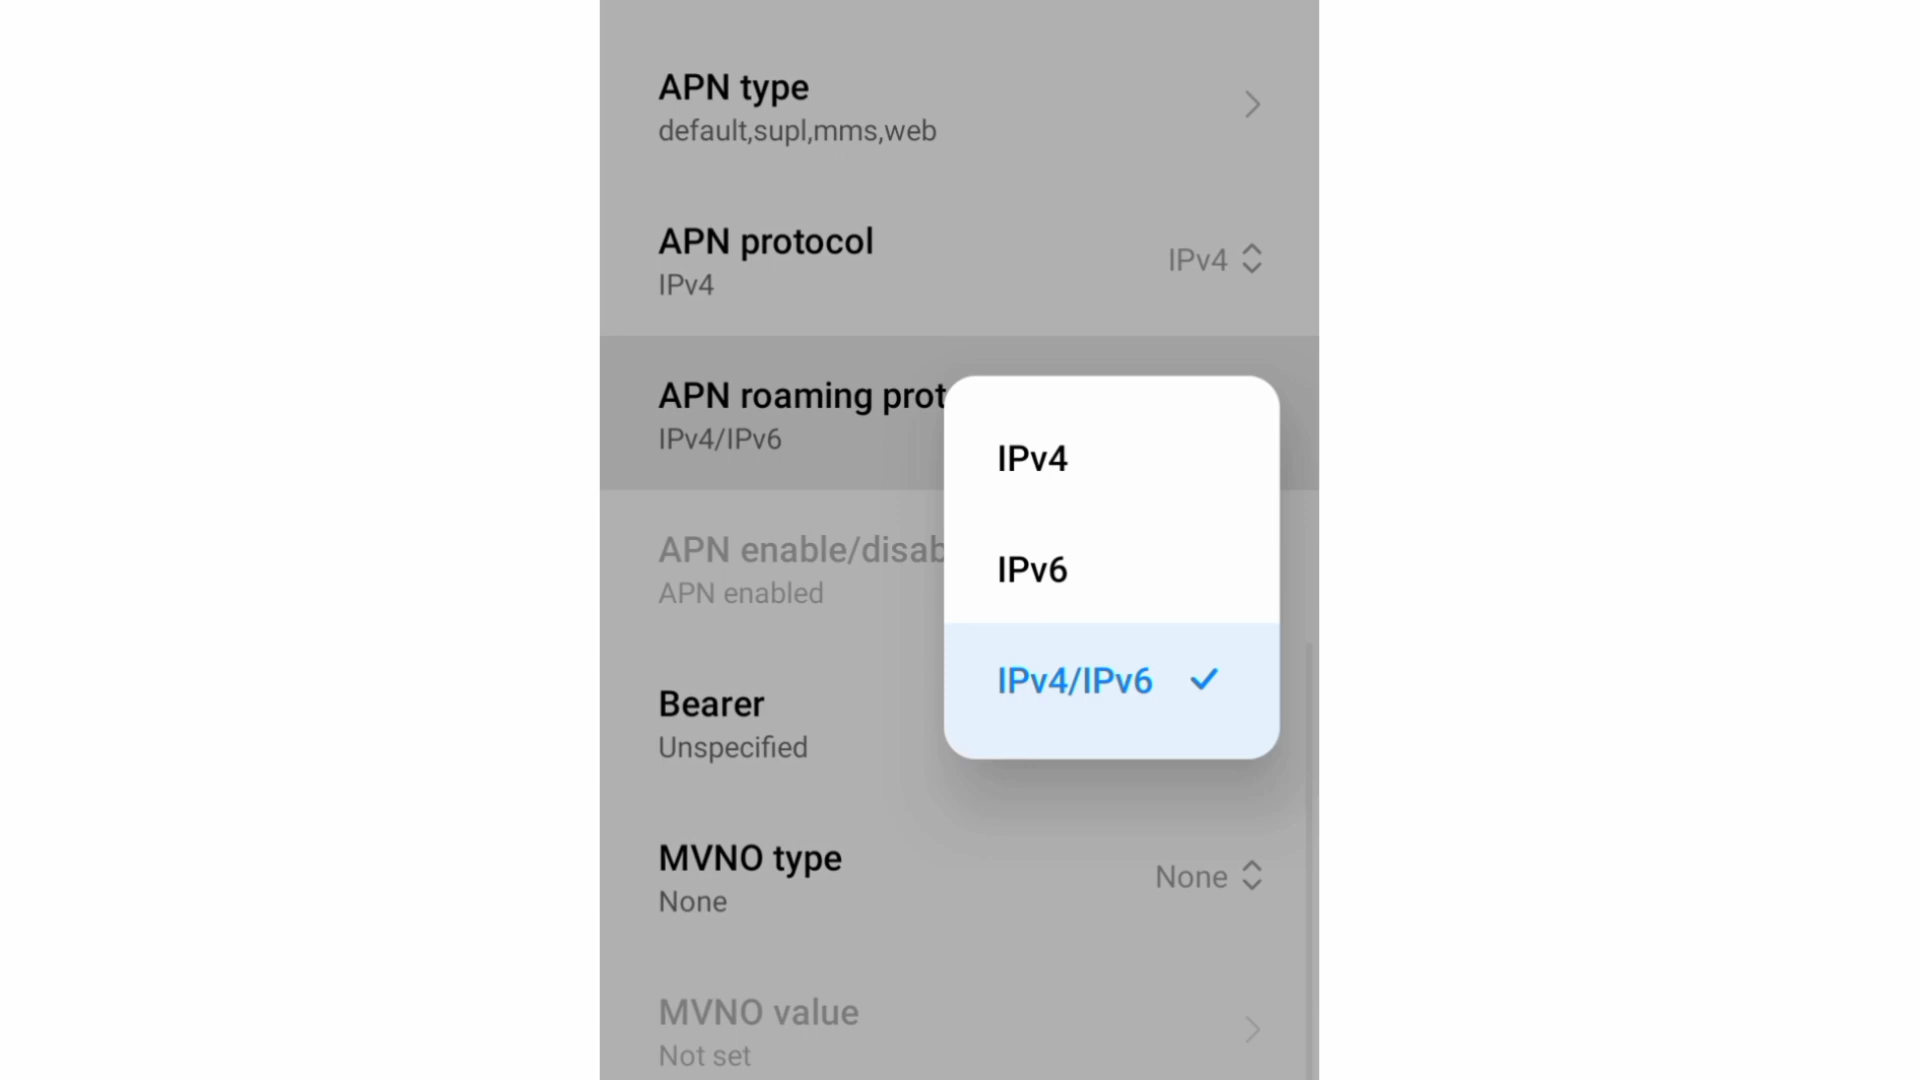 APN type
default,supl,mms,web
APN protocol
IPv4
IPv4
APN roaming prot
IPv4/IPv6
IPv4
IPv6
IPv4/IPv6
APN enable/disab
APN enabled
Bearer
Unspecified
MVNO type
None
None
MVNO value
Not set